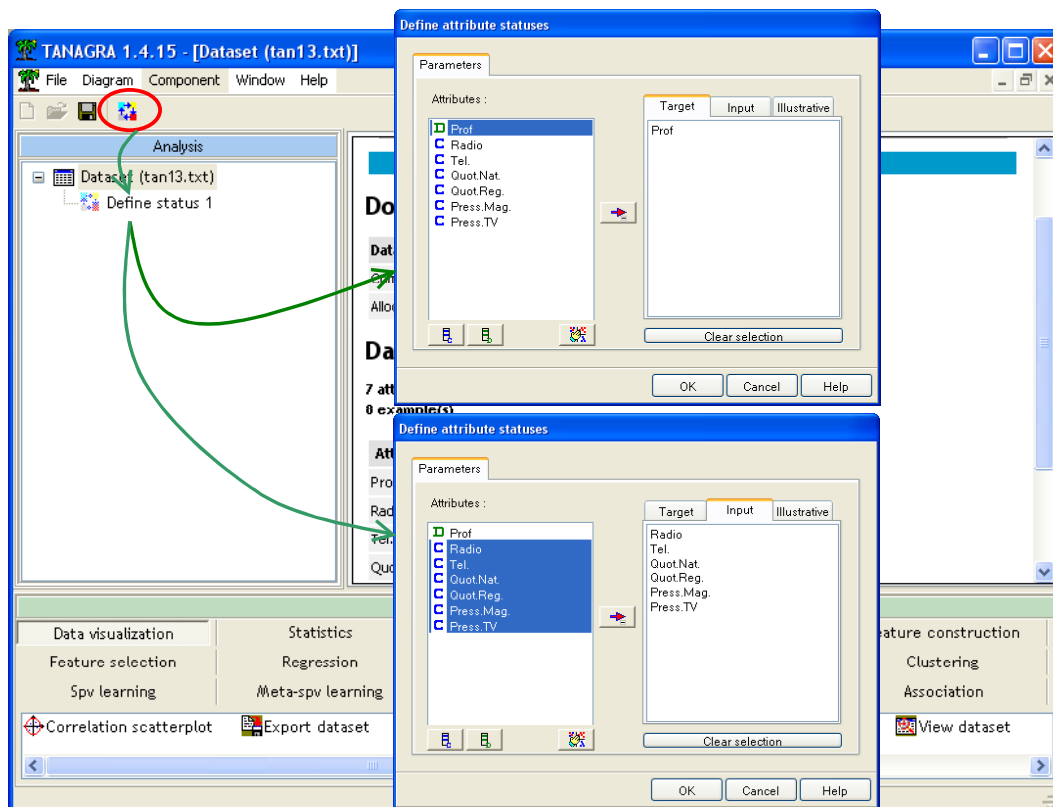 TANAGRA 1.4.15 - [Dataset (tan13.txt)]
File Diagram Component Window Help
Analysis
Dataset (tan13.txt)
Define status 1
Do
Data
Com
Allo
Da
7 att
8 example(s)
Att
Pro
Rad
Tel.
Quo
Define attribute statuses
Parameters
Attributes :
Prof
Radio
Tel.
Quot.Nat.
Quot.Reg.
Press.Mag.
Press.TV
Target Input Illustrative
Prof
Clear selection
OK Cancel Help
Define attribute statuses
Parameters
Attributes :
Prof
Radio
Tel.
Quot.Nat.
Quot.Reg.
Press.Mag.
Press.TV
Target Input Illustrative
Radio
Tel.
Quot.Nat.
Quot.Reg.
Press.Mag.
Press.TV
Clear selection
OK Cancel Help
Data visualization Statistics eature construction
Feature selection Regression Clustering
Spv learning Meta-spv learning Association
Correlation scatterplot Export dataset View dataset